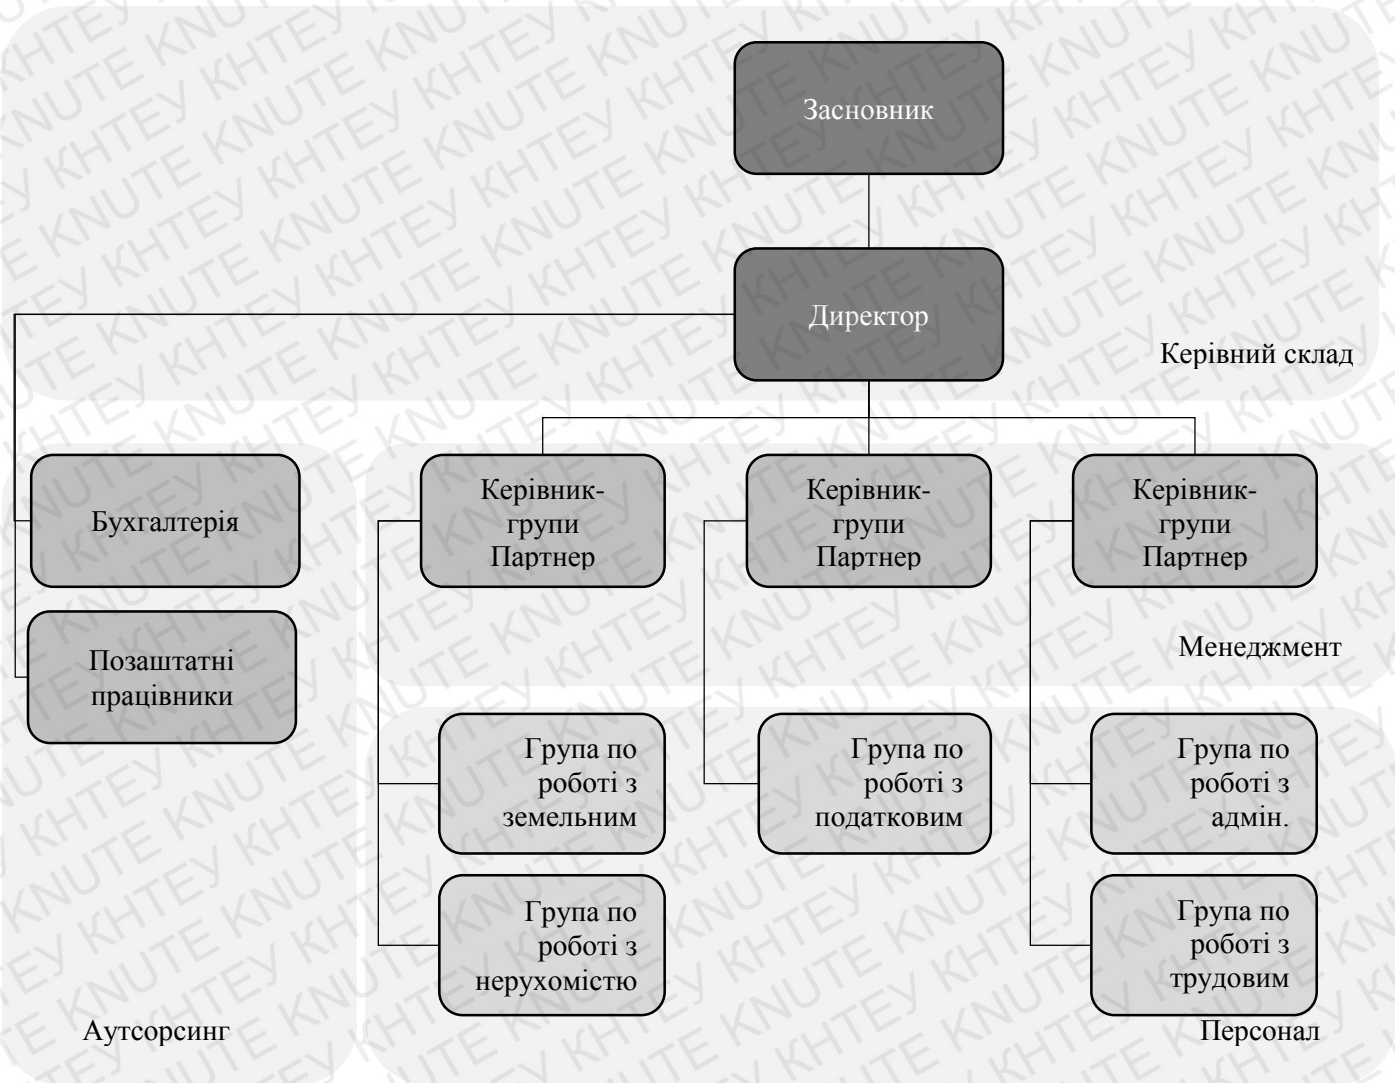 Засновник
Директор
Керівний склад
Бухгалтерія
Позаштатні
працівники
Аутсорсинг
Керівник-
групи
Партнер
Керівник-
групи
Партнер
Керівник-
групи
Партнер
Менеджмент
Група по
роботі з
земельним
Група по
роботі з
податковим
Група по
роботі з
адмін.
Група по
роботі з
нерухомістю
Група по
роботі з
трудовим
Персонал